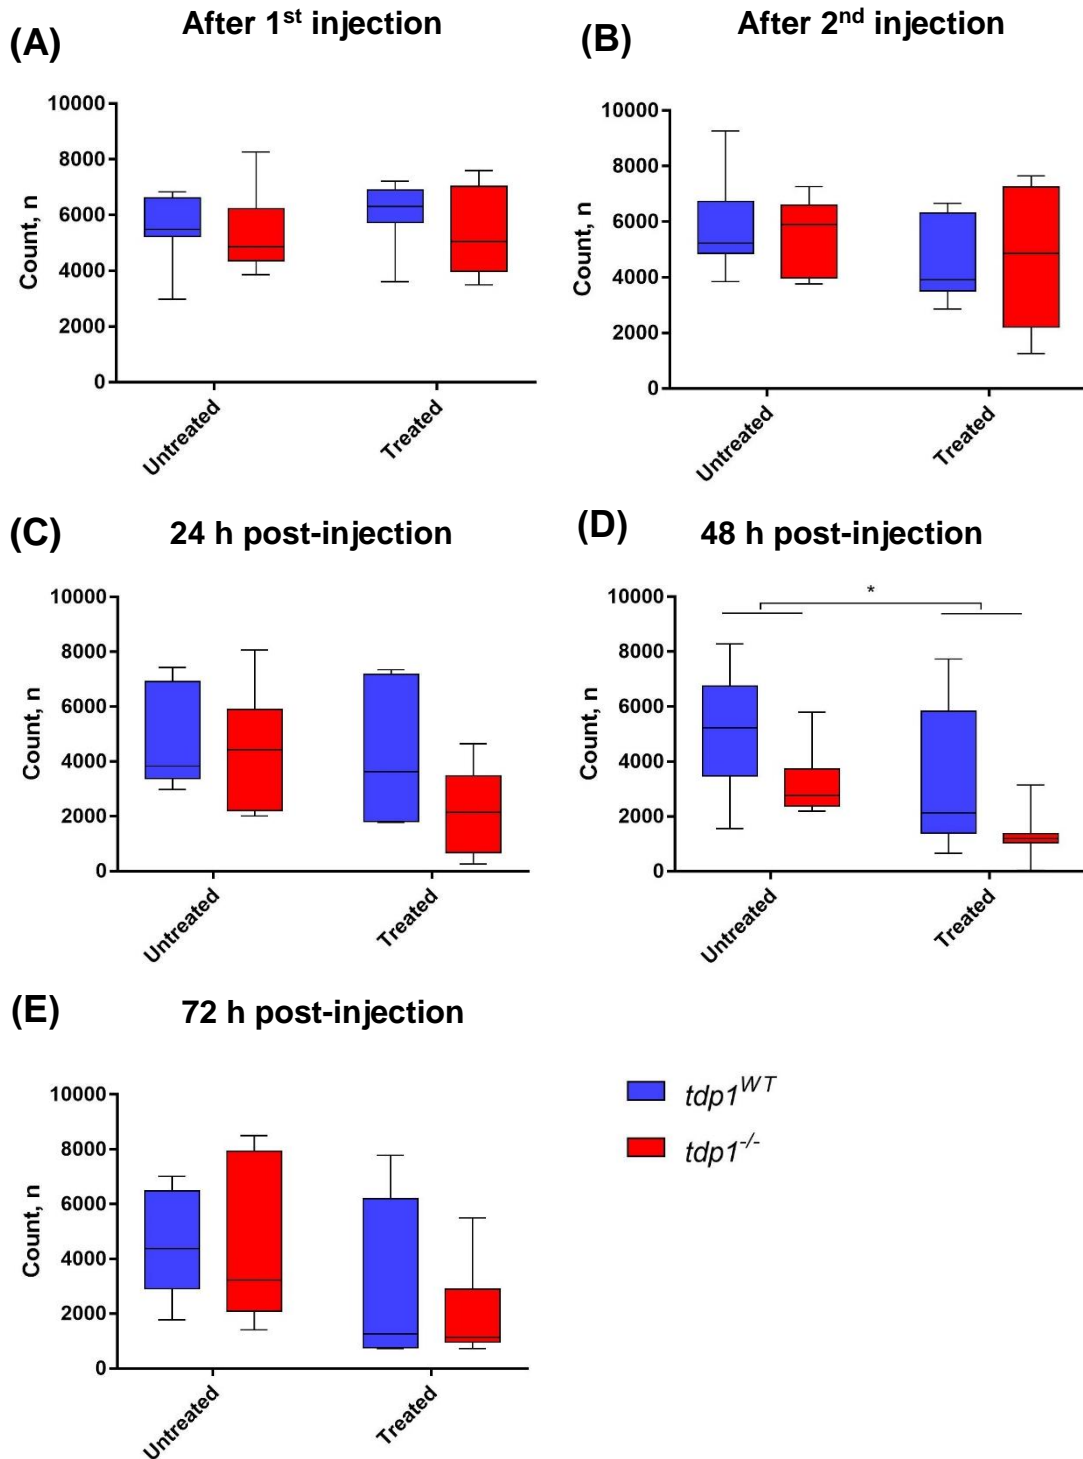 (A) After 1st injection
Count, n
10000
8000
6000
4000
2000
0
Untreated
Treated
(B) After 2nd injection
Count, n
10000
8000
6000
4000
2000
0
Untreated
Treated
(C) 24 h post-injection
Count, n
10000
8000
6000
4000
2000
0
Untreated
Treated
(D) 48 h post-injection
Count, n
10000
8000
6000
4000
2000
0
*
Untreated
Treated
(E) 72 h post-injection
Count, n
10000
8000
6000
4000
2000
0
Untreated
Treated
tdp1WT
tdp1-/-